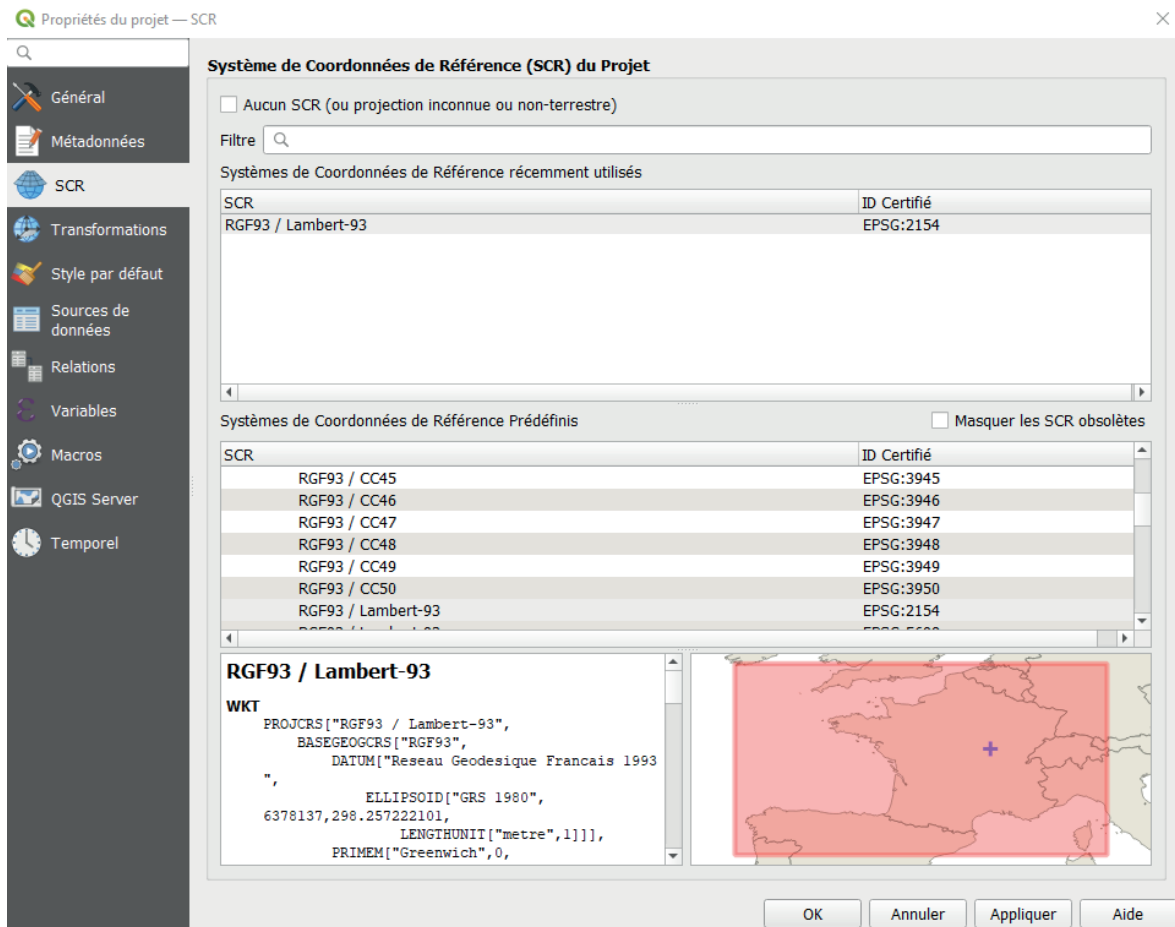 Propriétés du projet — SCR
Général
Métadonnées
SCR
Transformations
Style par défaut
Sources de
données
Relations
Variables
Macros
QGIS Server
Temporel
Système de Coordonnées de Référence (SCR) du Projet
Aucun SCR (ou projection inconnue ou non-terrestre)
Filtre
Systèmes de Coordonnées de Référence récemment utilisés
SCR ID Certifié
RGF93 / Lambert-93 EPSG:2154
Systèmes de Coordonnées de Référence Prédéfinis Masquer les SCR obsolètes
SCR ID Certifié
RGF93 / CC45 EPSG:3945
RGF93 / CC46 EPSG:3946
RGF93 / CC47 EPSG:3947
RGF93 / CC48 EPSG:3948
RGF93 / CC49 EPSG:3949
RGF93 / CC50 EPSG:3950
RGF93 / Lambert-93 EPSG:2154
RGF93 / Lambert-93
WKT
PROJCRS["RGF93 / Lambert-93",
BASEGEOGCRS["RGF93",
DATUM["Reseau Geodesique Francais 1993
",
ELLIPSOID["GRS 1980",
6378137,298.257222101,
LENGTHUNIT["metre",1]]],
PRIMEM["Greenwich",0,
OK Annuler Appliquer Aide